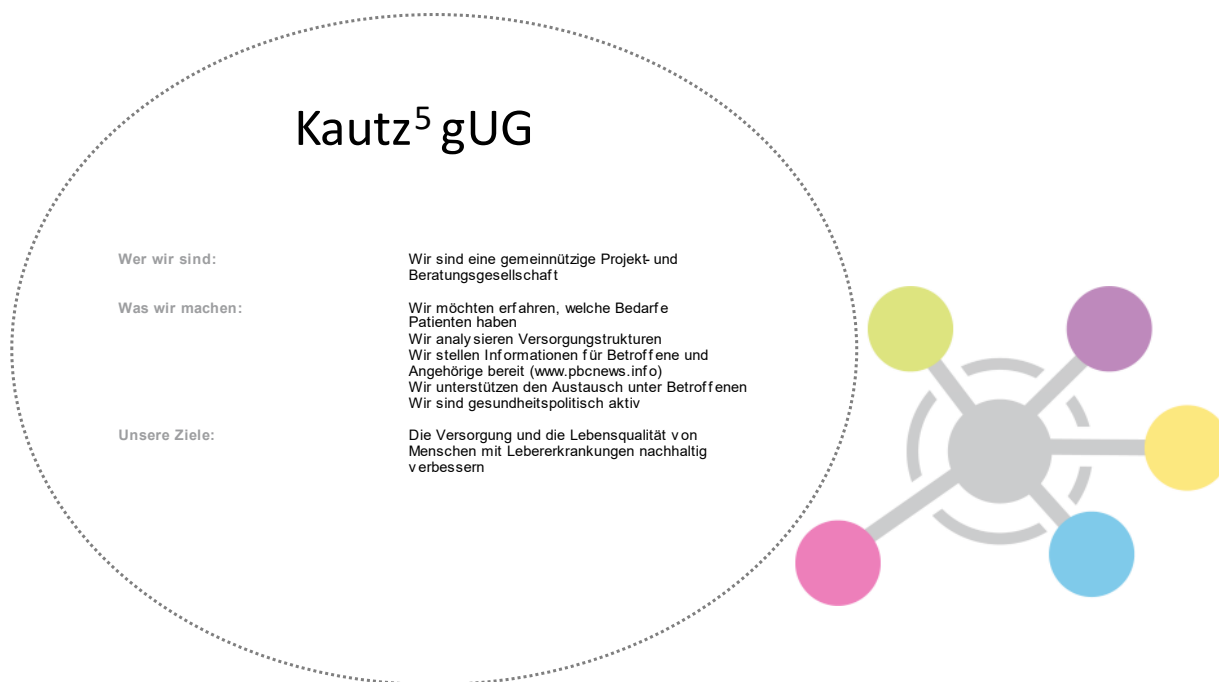 Kautz⁵ gUG
Wer wir sind:
Wir sind eine gemeinnützige Projekt- und
Beratungsgesellschaft
Was wir machen:
Wir möchten erfahren, welche Bedarfe
Patienten haben
Wir analysieren Versorgungstrukturen
Wir stellen Informationen für Betroffene und
Angehörige bereit (www.pbcnews.info)
Wir unterstützen den Austausch unter Betroffenen
Wir sind gesundheitspolitisch aktiv
Unsere Ziele:
Die Versorgung und die Lebensqualität von
Menschen mit Lebererkrankungen nachhaltig
verbessern